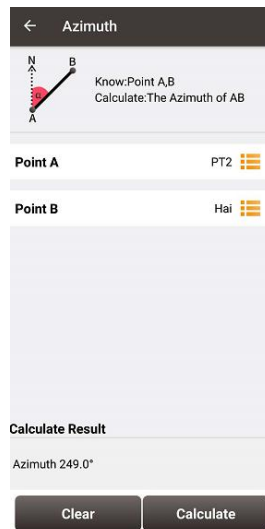 ← Azimuth
N
B
α
A
Know:Point A,B
Calculate:The Azimuth of AB
Point A PT2
Point B Hai
Calculate Result
Azimuth 249.0°
Clear Calculate